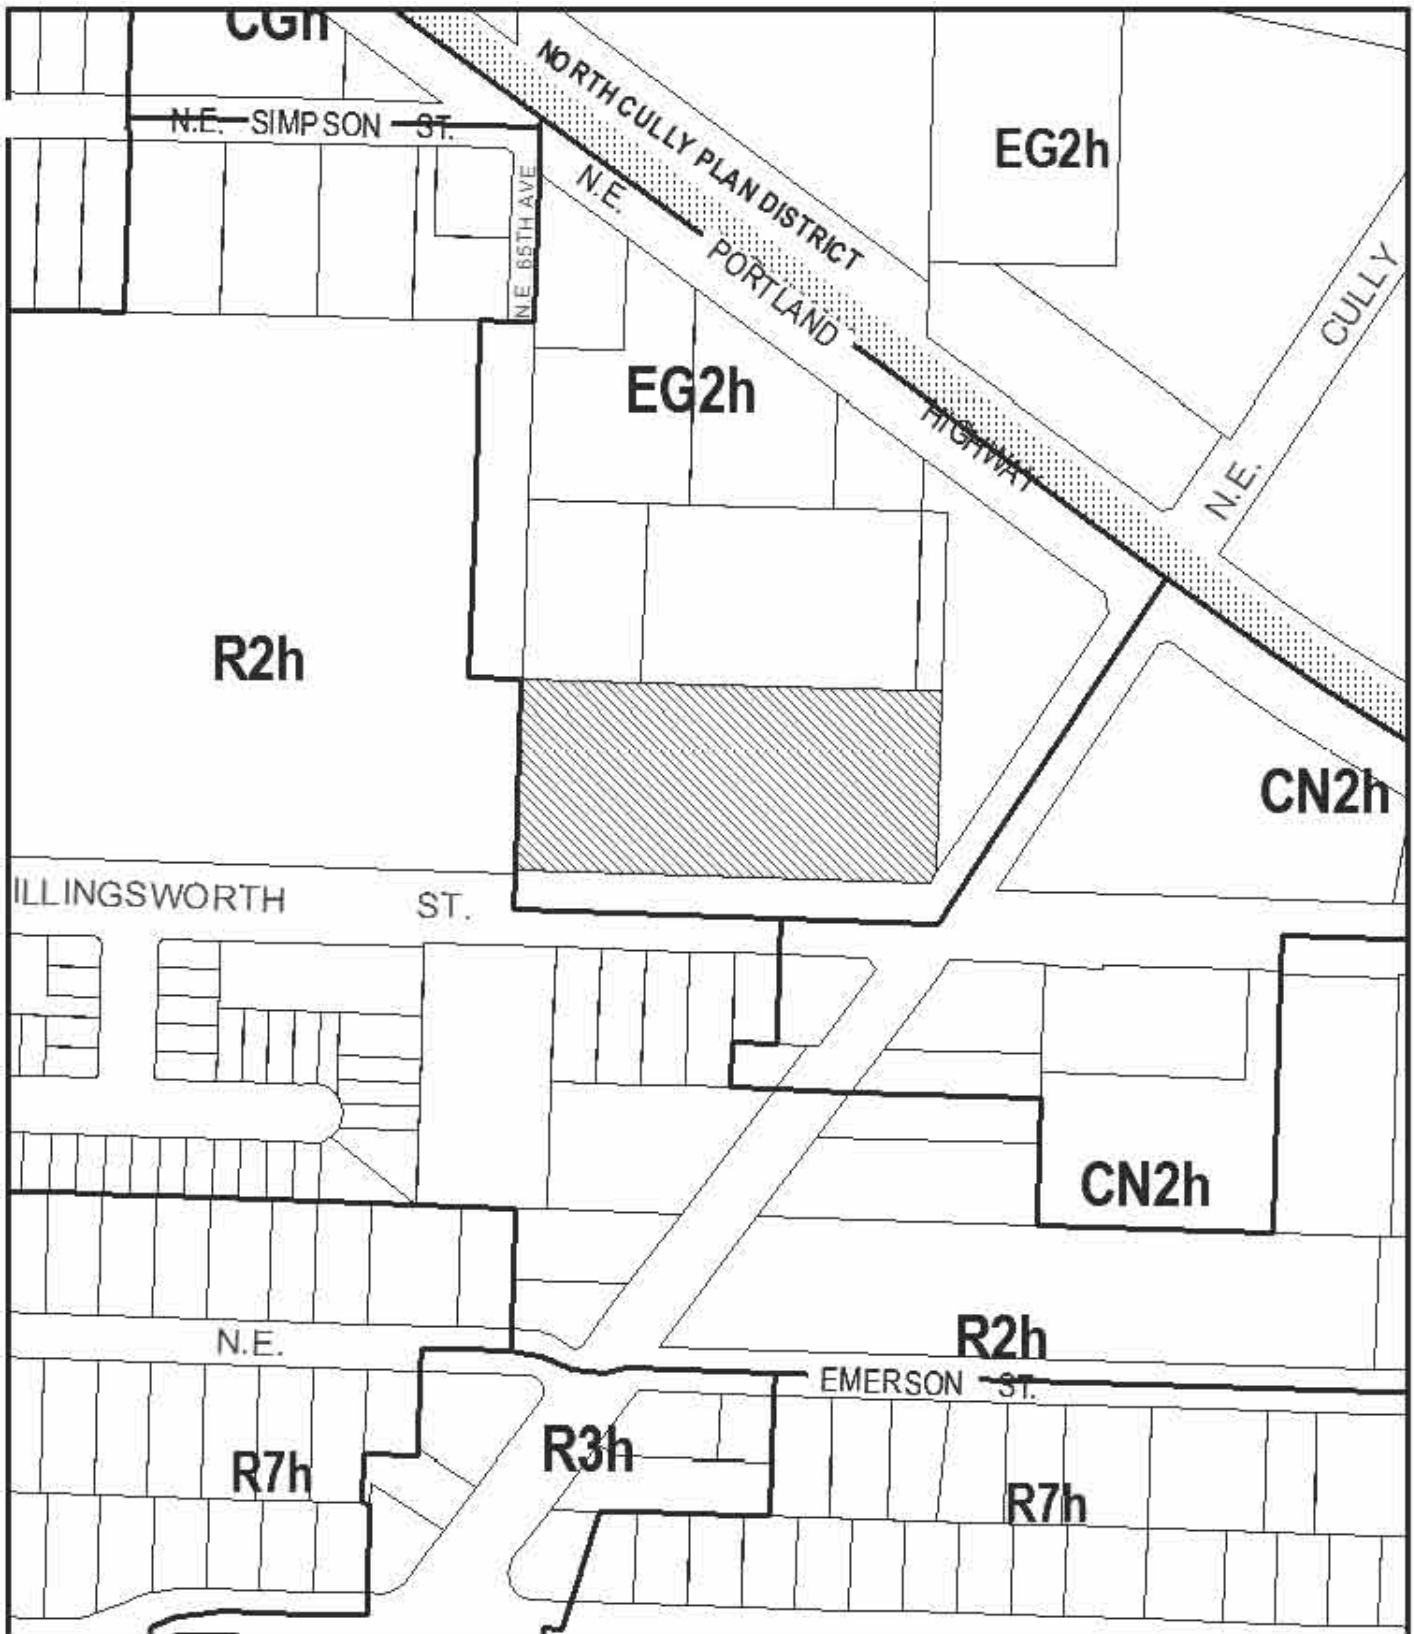 CGh
N.E. SIMPSON ST.
NORTH CULLY PLAN DISTRICT
EG2h
N.E. 65TH AVE
N.E. PORTLAND HIGHWAY
N.E. CULLY
EG2h
R2h
CN2h
ILLINGSWORTH ST.
CN2h
R2h
N.E. EMERSON ST.
R3h
R7h
R7h